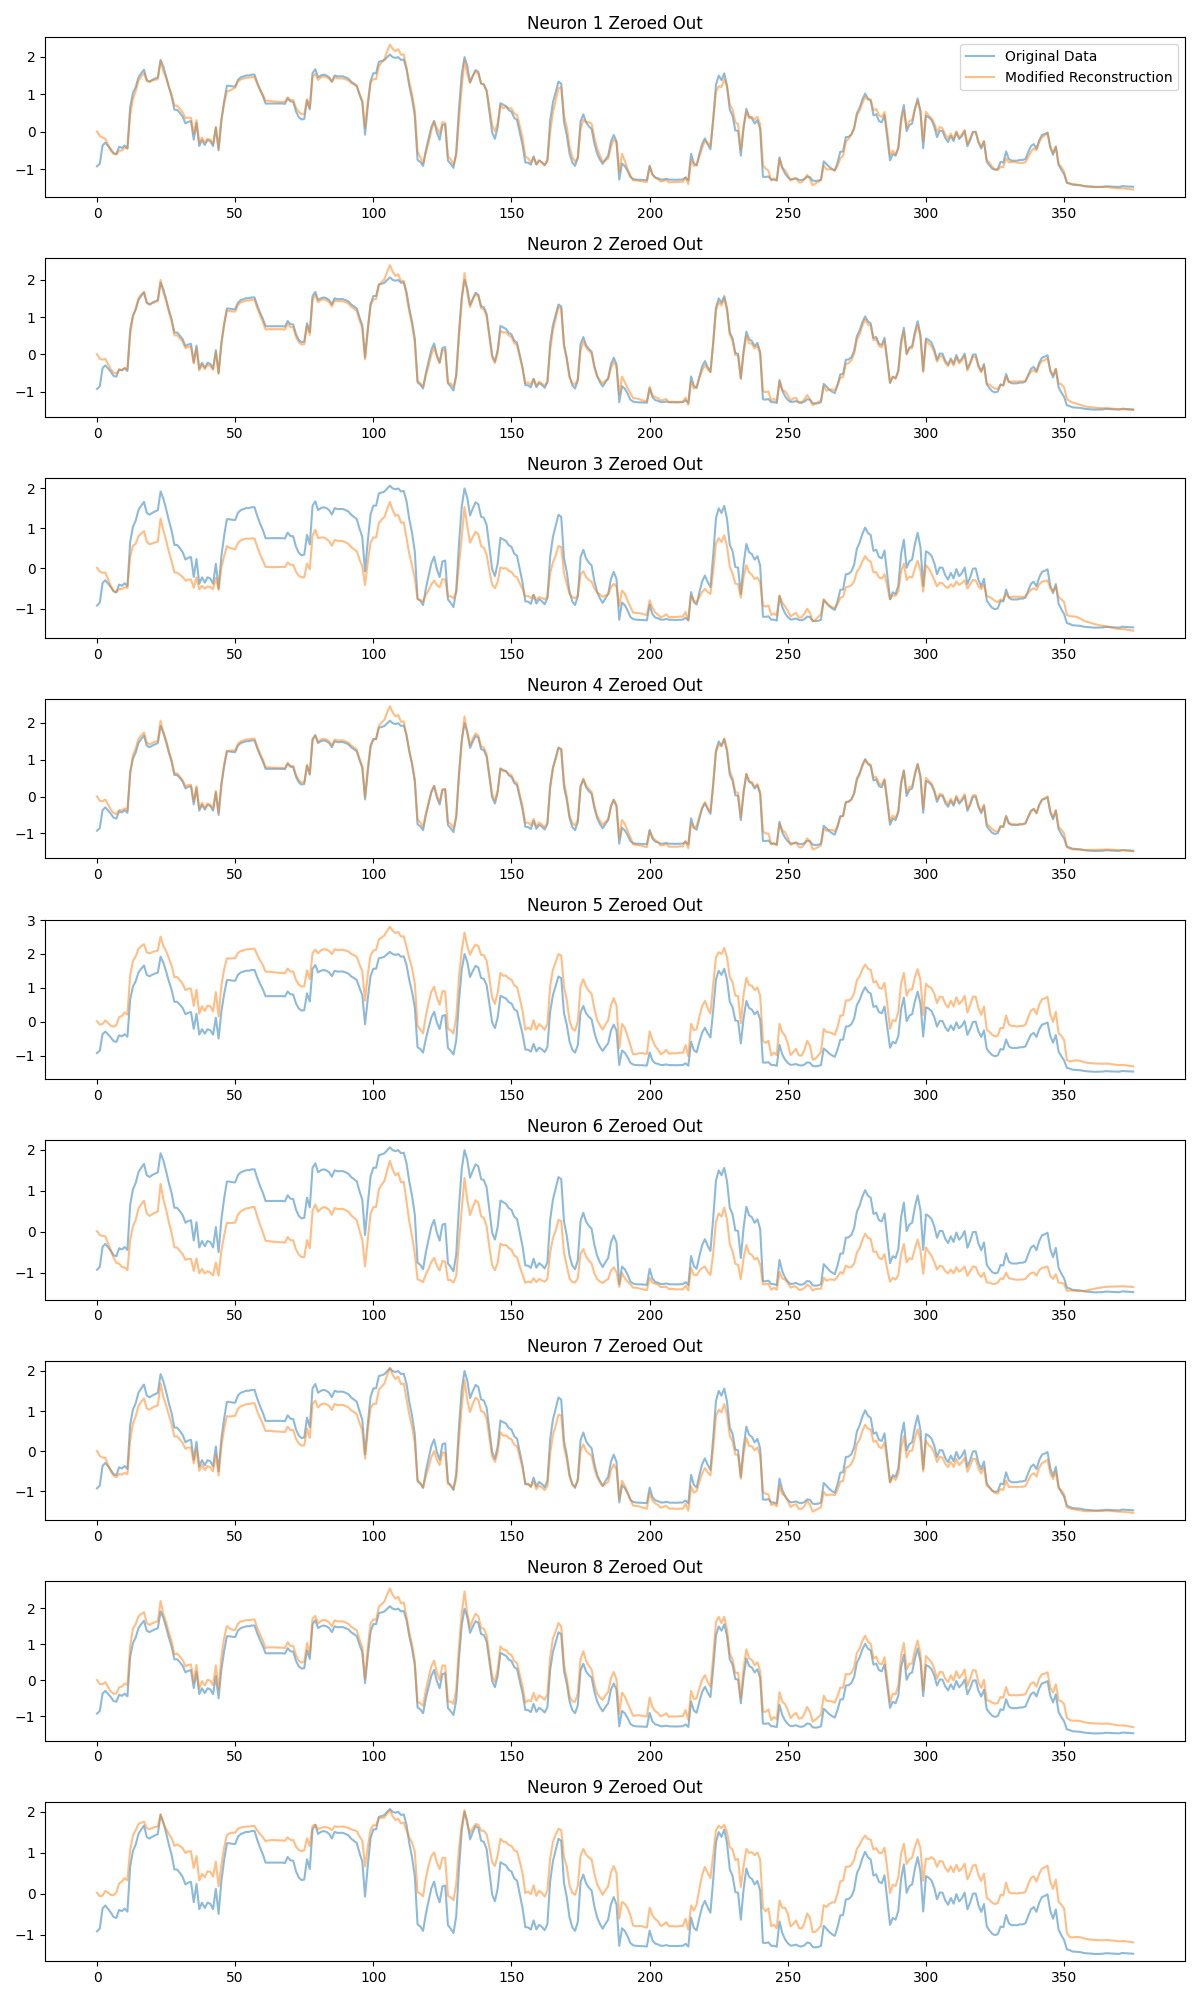 Neuron 1 Zeroed Out
Original Data
Modified Reconstruction
2
1
0
−1
0 50 100 150 200 250 300 350
Neuron 2 Zeroed Out
2
1
0
−1
0 50 100 150 200 250 300 350
Neuron 3 Zeroed Out
2
1
0
−1
0 50 100 150 200 250 300 350
Neuron 4 Zeroed Out
2
1
0
−1
0 50 100 150 200 250 300 350
Neuron 5 Zeroed Out
3
2
1
0
−1
0 50 100 150 200 250 300 350
Neuron 6 Zeroed Out
2
1
0
−1
0 50 100 150 200 250 300 350
Neuron 7 Zeroed Out
2
1
0
−1
0 50 100 150 200 250 300 350
Neuron 8 Zeroed Out
2
1
0
−1
0 50 100 150 200 250 300 350
Neuron 9 Zeroed Out
2
1
0
−1
0 50 100 150 200 250 300 350